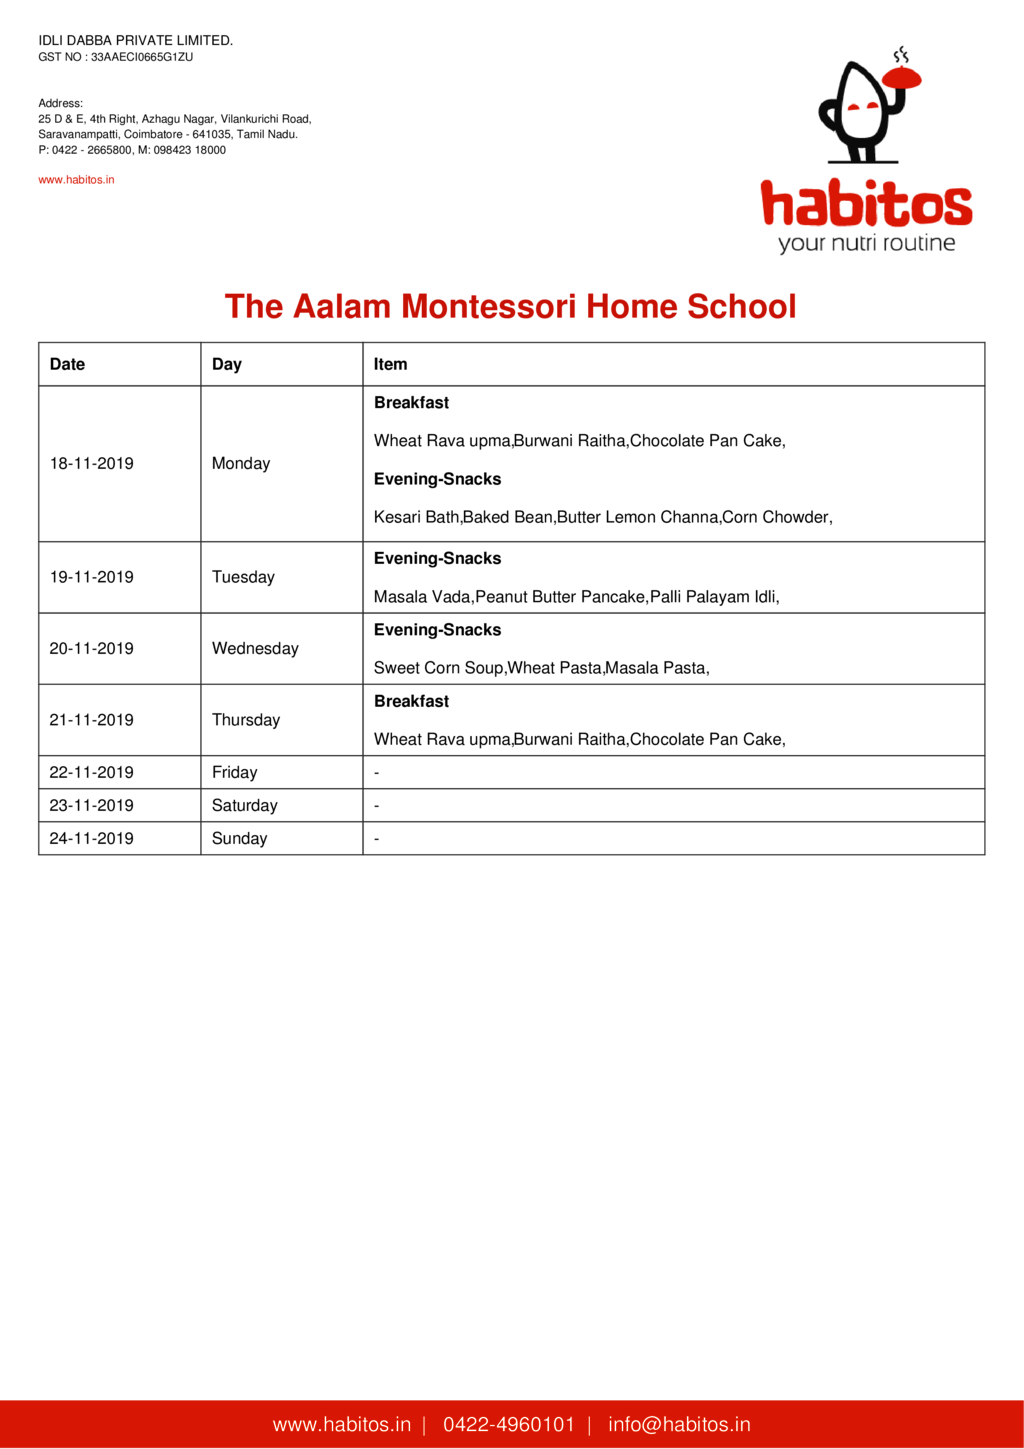 IDLI DABBA PRIVATE LIMITED.
GST NO : 33AAECI0665G1ZU
Address:
25 D & E, 4th Right, Azhagu Nagar, Vilankurichi Road,
Saravanampatti, Coimbatore - 641035, Tamil Nadu.
P: 0422 - 2665800, M: 098423 18000
www.habitos.in
habitos
your nutri routine
The Aalam Montessori Home School
Date Day Item
18-11-2019 Monday
Breakfast
Wheat Rava upma,Burwani Raitha,Chocolate Pan Cake,
Evening-Snacks
Kesari Bath,Baked Bean,Butter Lemon Channa,Corn Chowder,
19-11-2019 Tuesday
Evening-Snacks
Masala Vada,Peanut Butter Pancake,Palli Palayam Idli,
20-11-2019 Wednesday
Evening-Snacks
Sweet Corn Soup,Wheat Pasta,Masala Pasta,
21-11-2019 Thursday
Breakfast
Wheat Rava upma,Burwani Raitha,Chocolate Pan Cake,
22-11-2019 Friday -
23-11-2019 Saturday -
24-11-2019 Sunday -
www.habitos.in | 0422-4960101 | info@habitos.in